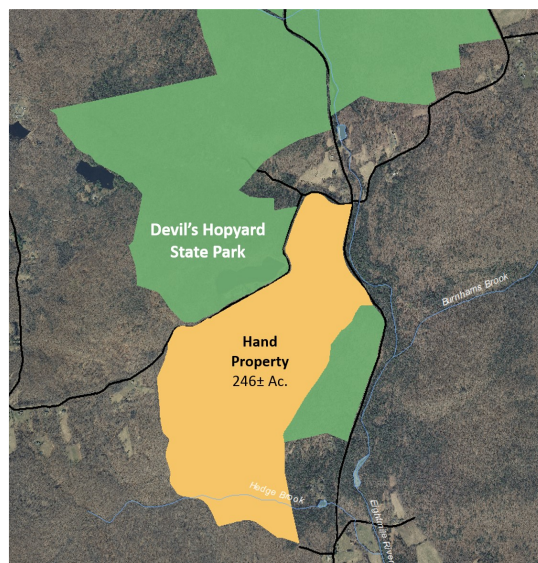 Devil's Hopyard
State Park
Burnhams Brook
Hand
Property
246± Ac.
Hedge Brook
Eightmile River